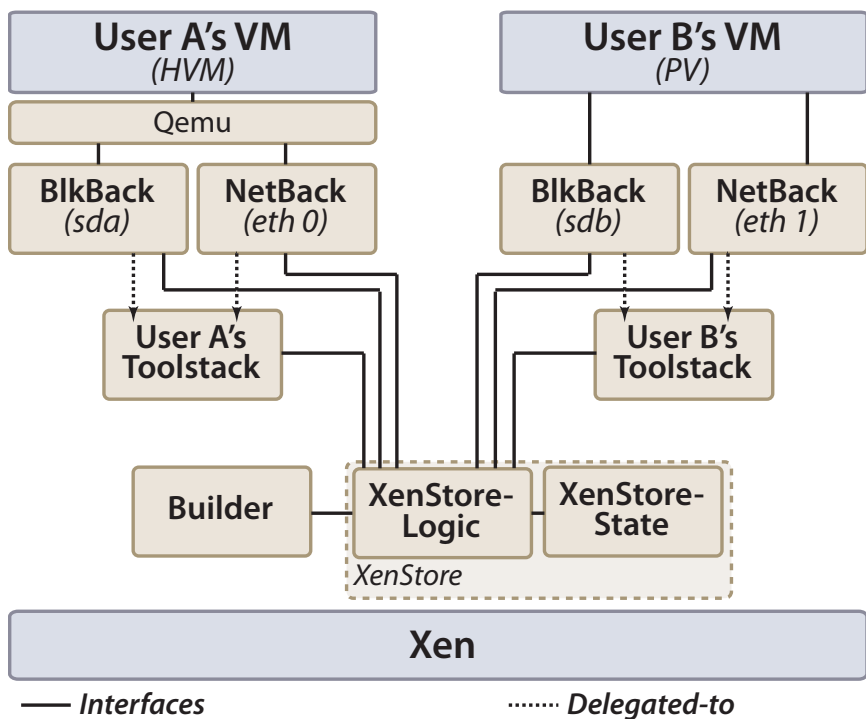 User A's VM
(HVM)
User B's VM
(PV)
Qemu
BlkBack
(sda)
NetBack
(eth 0)
BlkBack
(sdb)
NetBack
(eth 1)
User A's
Toolstack
User B's
Toolstack
Builder
XenStore-
Logic
XenStore-
State
XenStore
Xen
Interfaces
Delegated-to